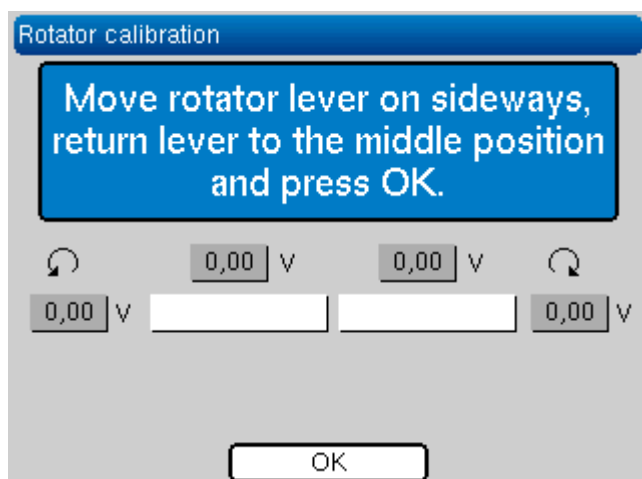 Rotator calibration
Move rotator lever on sideways,
return lever to the middle position
and press OK.
0,00 V 0,00 V
0,00 V 0,00 V
OK